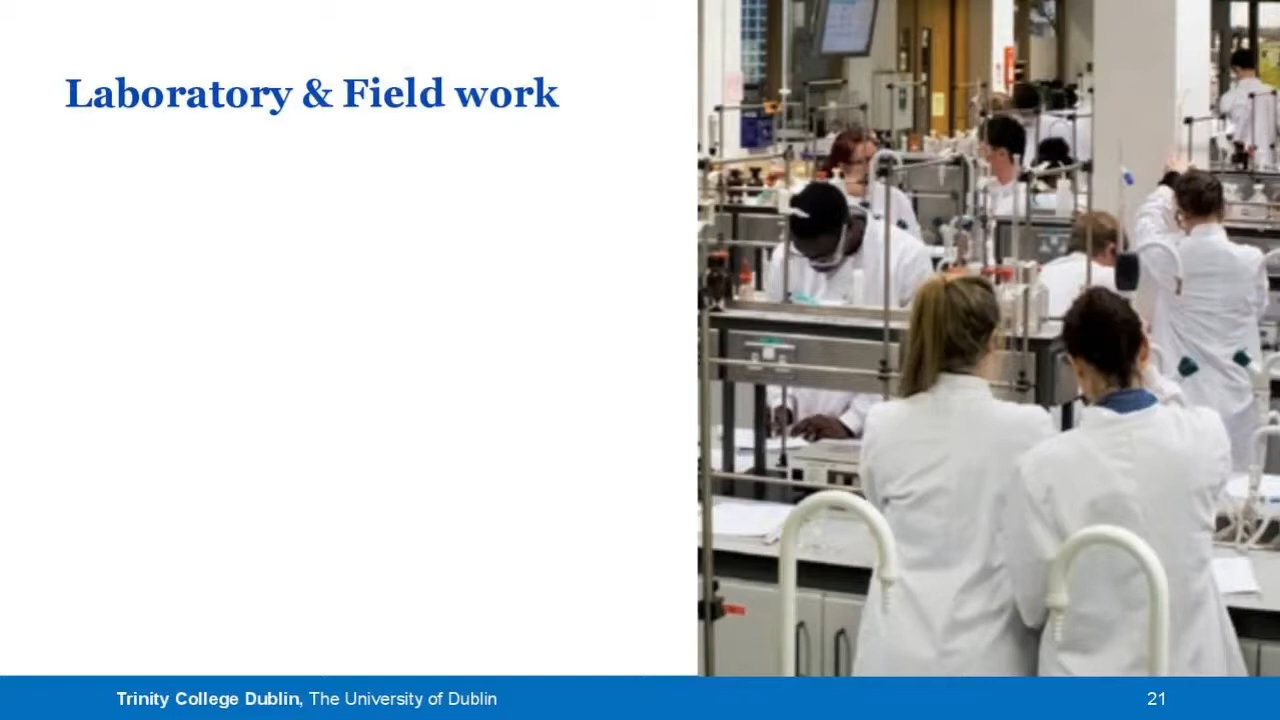 Laboratory & Field work
Trinity College Dublin, The University of Dublin
21